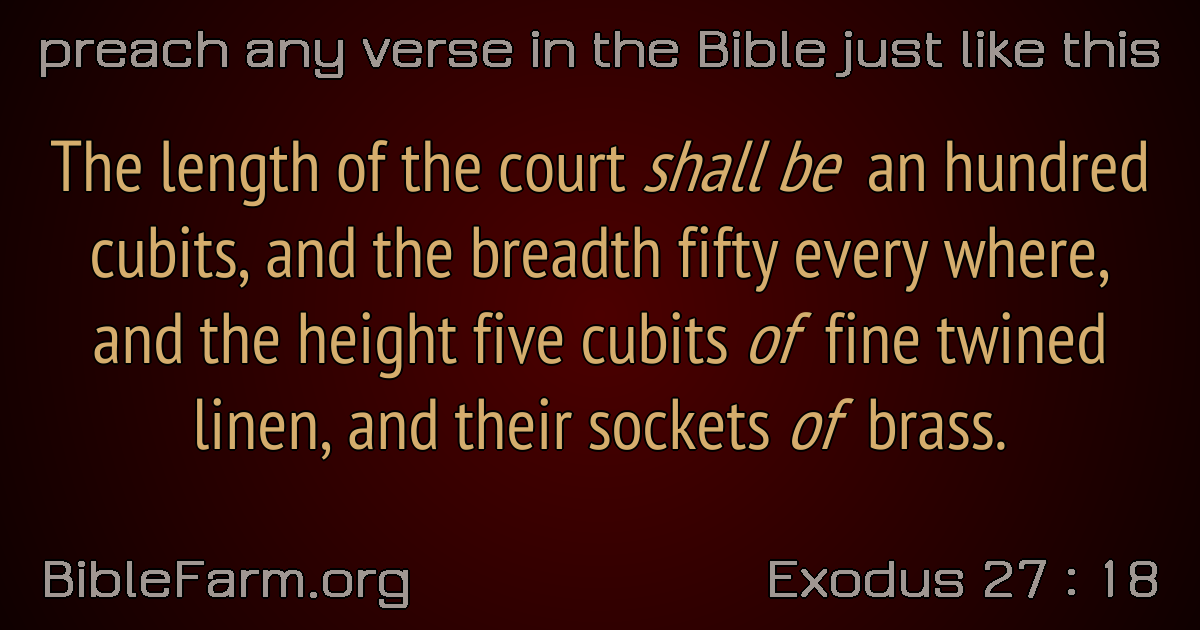 preach any verse in the Bible just like this
The length of the court shall be an hundred
cubits, and the breadth fifty every where,
and the height five cubits of fine twined
linen, and their sockets of brass.
BibleFarm.org
Exodus 27 : 18